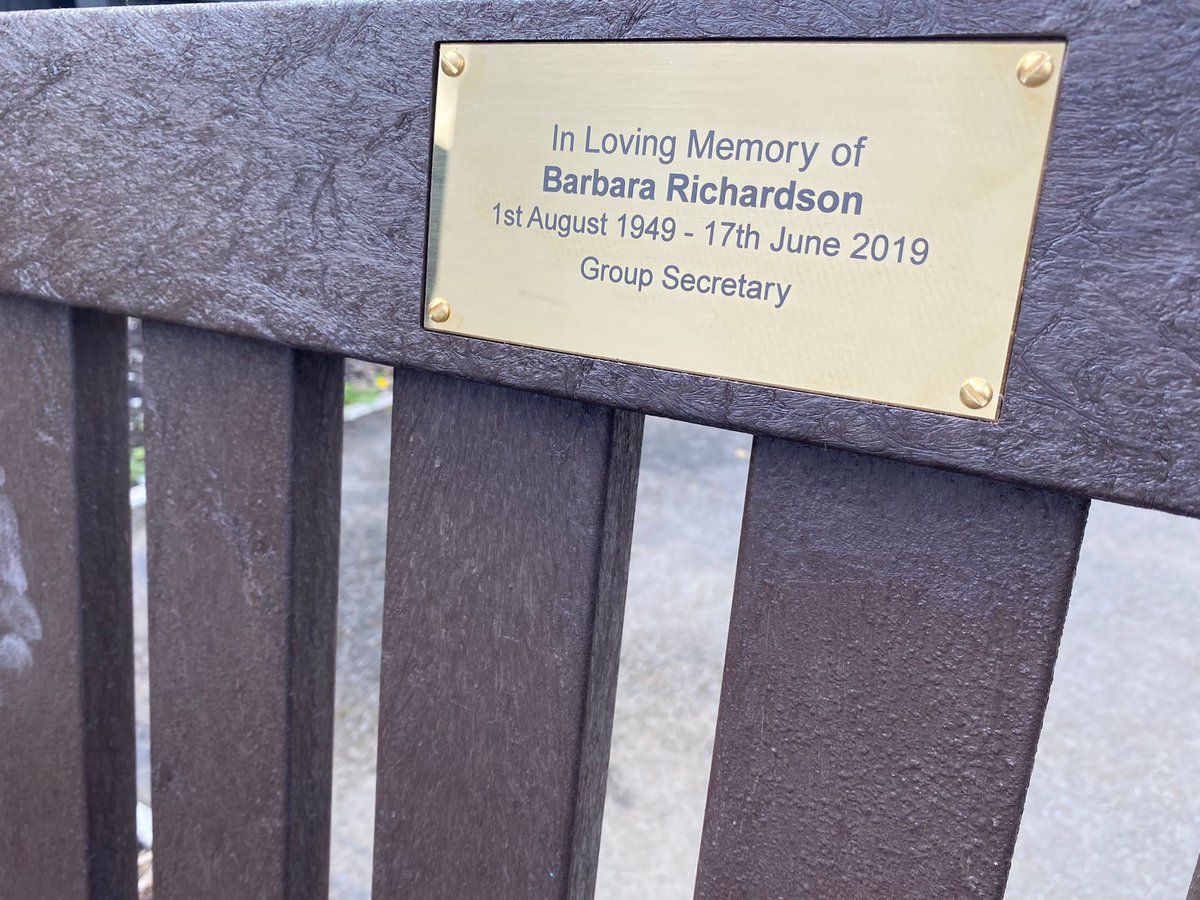 In Loving Memory of
Barbara Richardson
1st August 1949 - 17th June 2019
Group Secretary